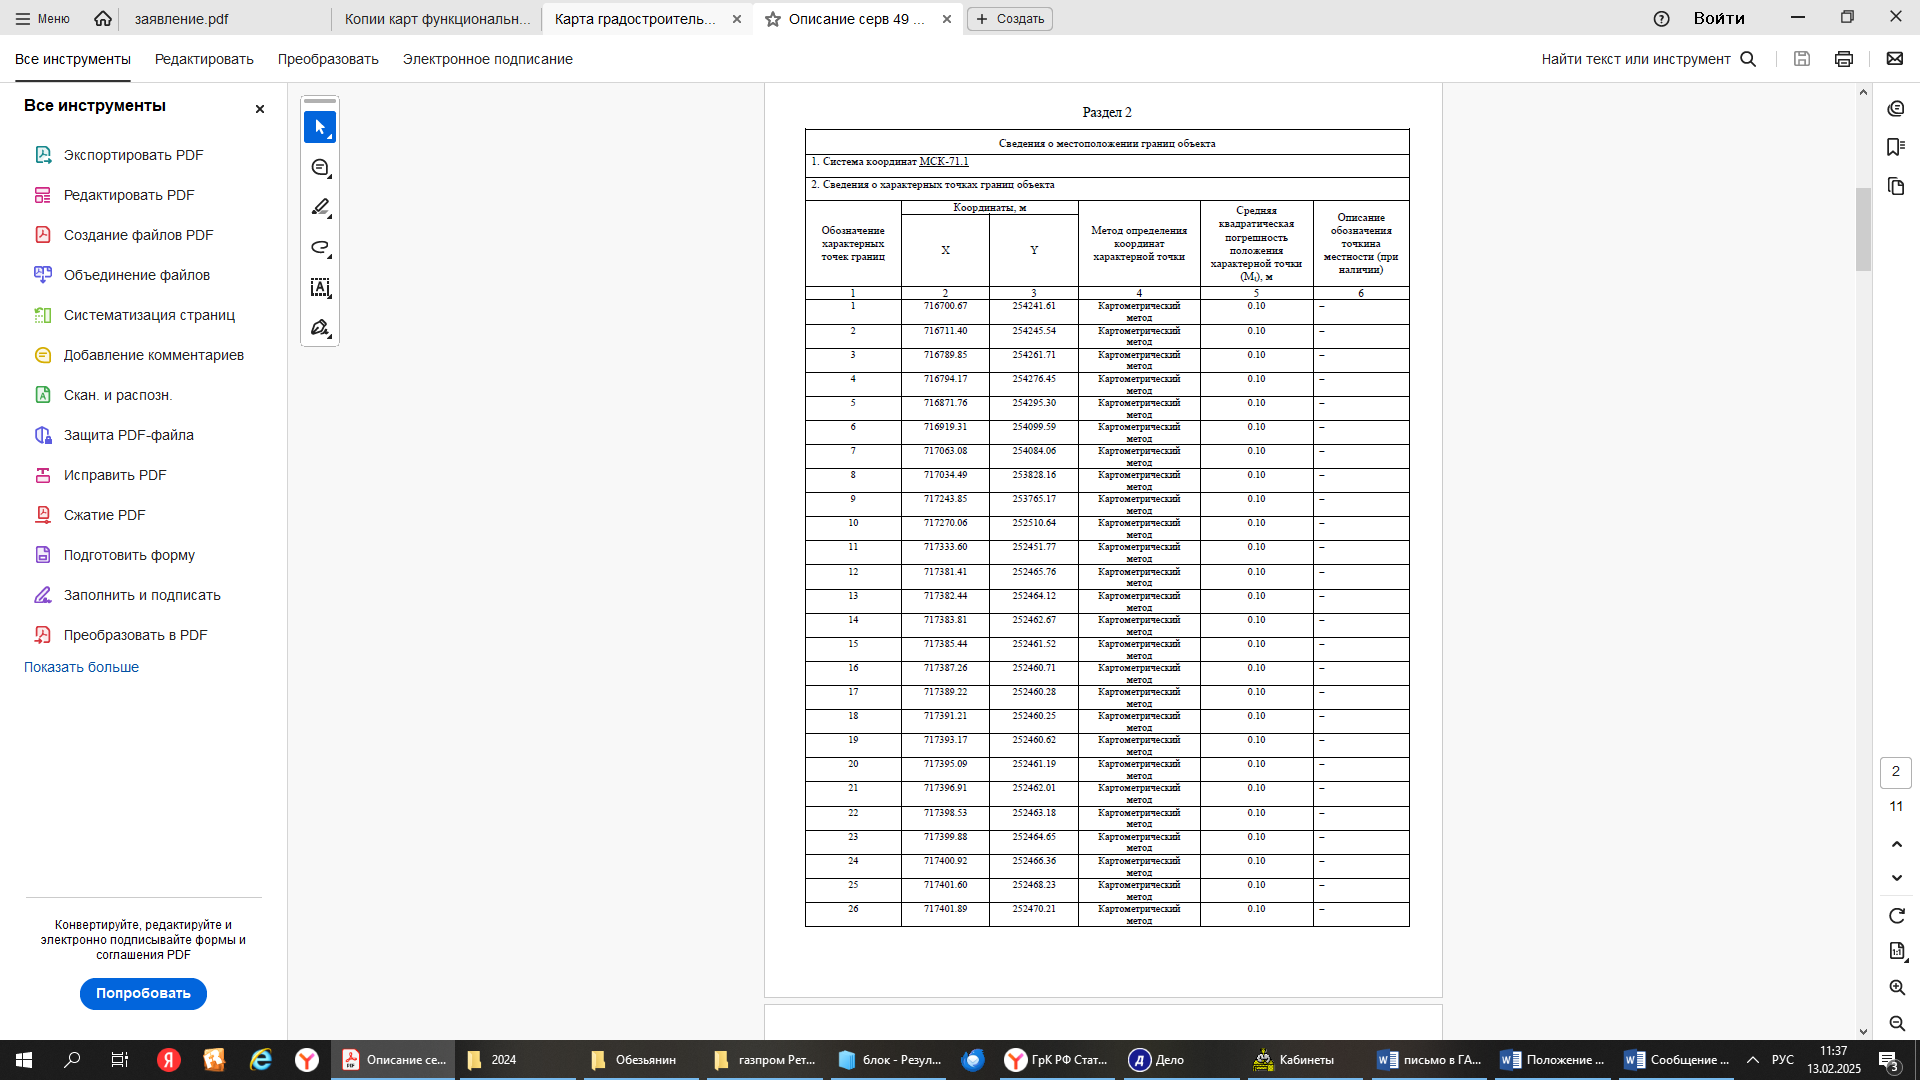 Меню
заявление.pdf
Копии карт функциональн...
Карта градостроитель...
Описание серв 49 ...
Создать
Войти
Все инструменты
Редактировать
Преобразовать
Электронное подписание
Найти текст или инструмент
Все инструменты
Экспортировать PDF
Редактировать PDF
Создание файлов PDF
Объединение файлов
Систематизация страниц
Добавление комментариев
Скан. и распозн.
Защита PDF-файла
Исправить PDF
Сжатие PDF
Подготовить форму
Заполнить и подписать
Преобразовать в PDF
Показать больше
Конвертируйте, редактируйте и
электронно подписывайте формы и
соглашения PDF
Попробовать
Раздел 2
Сведения о местоположении границ объекта
1. Система координат МСК-71.1
2. Сведения о характерных точках границ объекта
Обозначение характерных точек границ
Координаты, м
X
Y
Метод определения координат характерной точки
Средняя квадратическая погрешность положения характерной точки (Mt), м
Описание обозначения точкина местности (при наличии)
1 2 3 4 5 6
1 716700.67 254241.61 Картометрический метод 0.10 –
2 716711.40 254245.54 Картометрический метод 0.10 –
3 716789.85 254261.71 Картометрический метод 0.10 –
4 716794.17 254276.45 Картометрический метод 0.10 –
5 716871.76 254295.30 Картометрический метод 0.10 –
6 716919.31 254099.59 Картометрический метод 0.10 –
7 717063.08 254084.06 Картометрический метод 0.10 –
8 717034.49 253828.16 Картометрический метод 0.10 –
9 717243.85 253765.17 Картометрический метод 0.10 –
10 717270.06 252510.64 Картометрический метод 0.10 –
11 717333.60 252451.77 Картометрический метод 0.10 –
12 717381.41 252465.76 Картометрический метод 0.10 –
13 717382.44 252464.12 Картометрический метод 0.10 –
14 717383.81 252462.67 Картометрический метод 0.10 –
15 717385.44 252461.52 Картометрический метод 0.10 –
16 717387.26 252460.71 Картометрический метод 0.10 –
17 717389.22 252460.28 Картометрический метод 0.10 –
18 717391.21 252460.25 Картометрический метод 0.10 –
19 717393.17 252460.62 Картометрический метод 0.10 –
20 717395.09 252461.19 Картометрический метод 0.10 –
21 717396.91 252462.01 Картометрический метод 0.10 –
22 717398.53 252463.18 Картометрический метод 0.10 –
23 717399.88 252464.65 Картометрический метод 0.10 –
24 717400.92 252466.36 Картометрический метод 0.10 –
25 717401.60 252468.23 Картометрический метод 0.10 –
26 717401.89 252470.21 Картометрический метод 0.10 –
2
11
Описание се...
2024
Обезьянин
газпром Рет...
блок - Резул...
ГрК РФ Стат...
Дело
Кабинеты
письмо в ГА...
Положение ...
Сообщение ...
РУС
11:37
13.02.2025
3